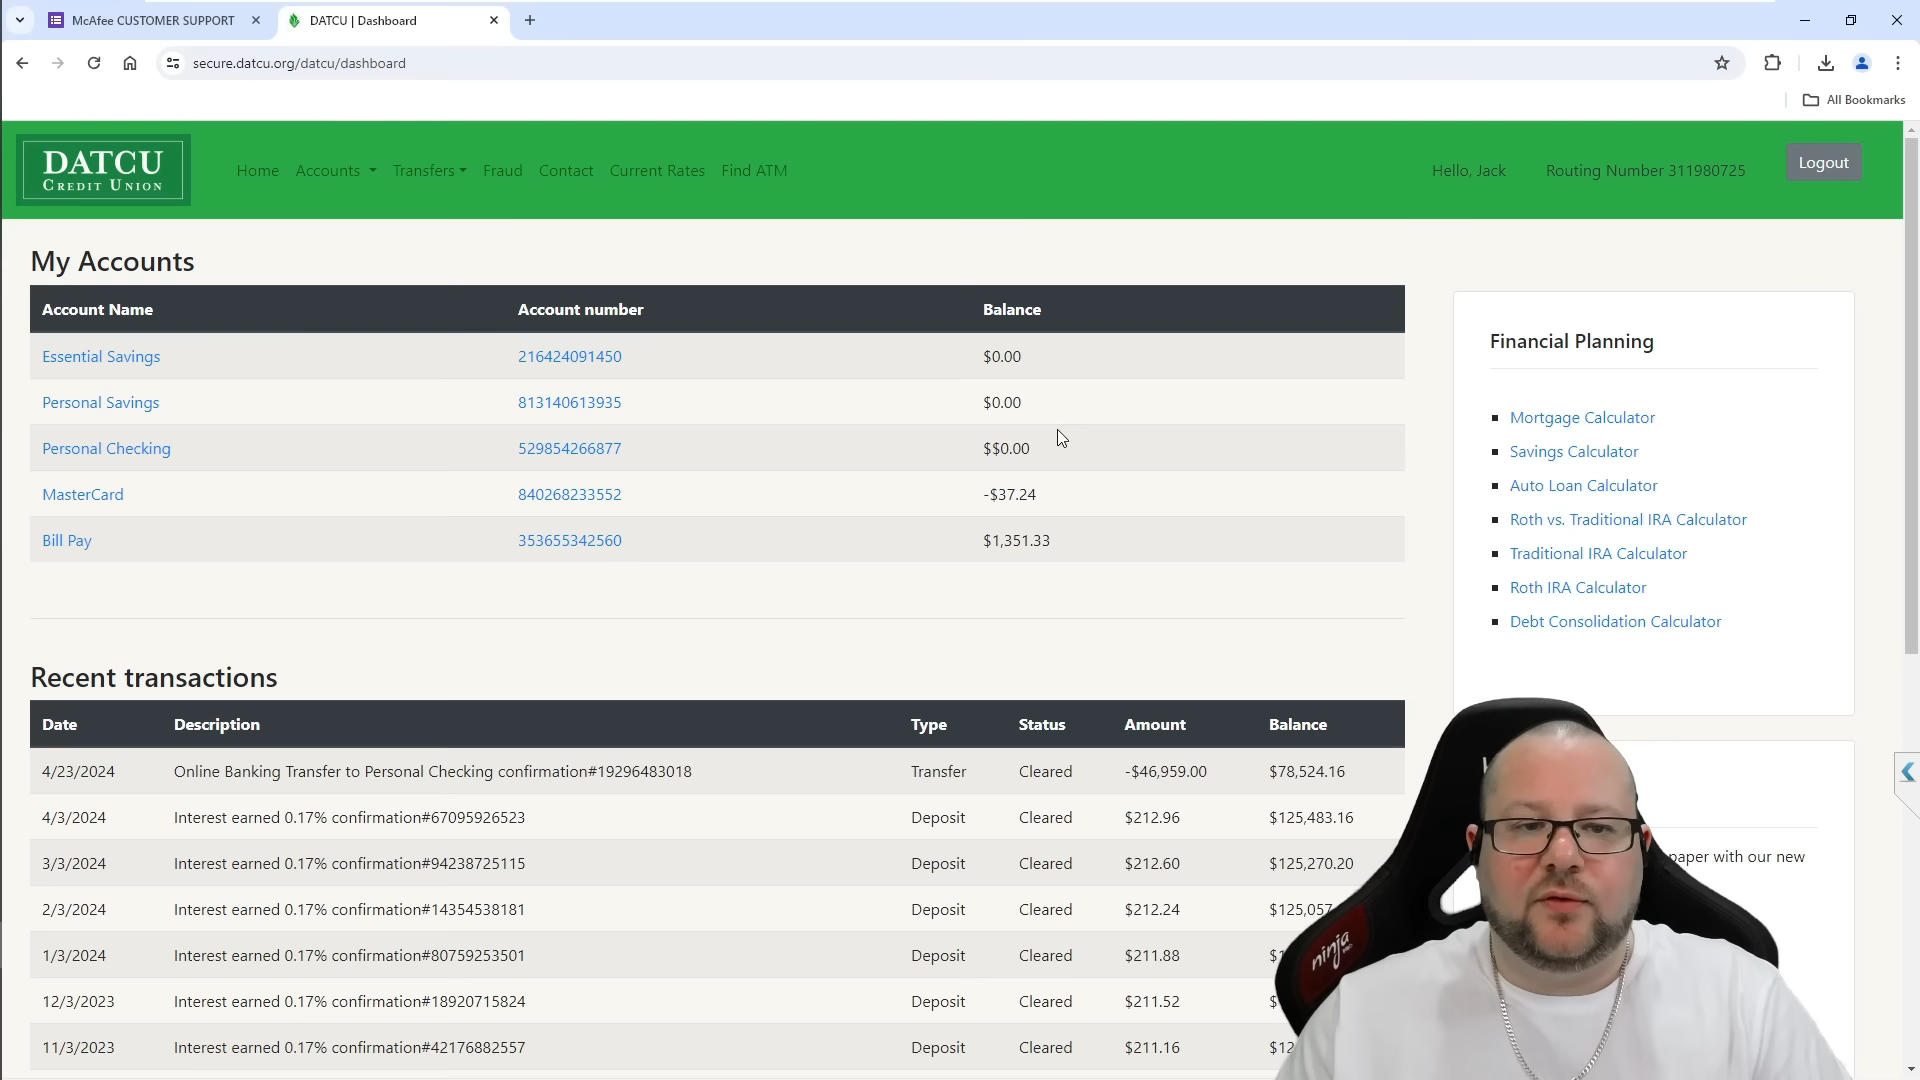 McAfee CUSTOMER SUPPORT
DATCU | Dashboard
secure.datcu.org/datcu/dashboard
All Bookmarks
DATCU
CREDIT UNION
Home Accounts Transfers Fraud Contact Current Rates Find ATM
Hello, Jack
Routing Number 311980725
Logout
My Accounts
Account Name Account number Balance
Essential Savings 216424091450 $0.00
Personal Savings 813140613935 $0.00
Personal Checking 529854266877 $$0.00
MasterCard 840268233552 -$37.24
Bill Pay 353655342560 $1,351.33
Financial Planning
Mortgage Calculator
Savings Calculator
Auto Loan Calculator
Roth vs. Traditional IRA Calculator
Traditional IRA Calculator
Roth IRA Calculator
Debt Consolidation Calculator
Recent transactions
Date Description Type Status Amount Balance
4/23/2024 Online Banking Transfer to Personal Checking confirmation#19296483018 Transfer Cleared -$46,959.00 $78,524.16
4/3/2024 Interest earned 0.17% confirmation#67095926523 Deposit Cleared $212.96 $125,483.16
3/3/2024 Interest earned 0.17% confirmation#94238725115 Deposit Cleared $212.60 $125,270.20
2/3/2024 Interest earned 0.17% confirmation#14354538181 Deposit Cleared $212.24 $125,057
1/3/2024 Interest earned 0.17% confirmation#80759253501 Deposit Cleared $211.88 $1
12/3/2023 Interest earned 0.17% confirmation#18920715824 Deposit Cleared $211.52 $
11/3/2023 Interest earned 0.17% confirmation#42176882557 Deposit Cleared $211.16 $12
paper with our new
ninja